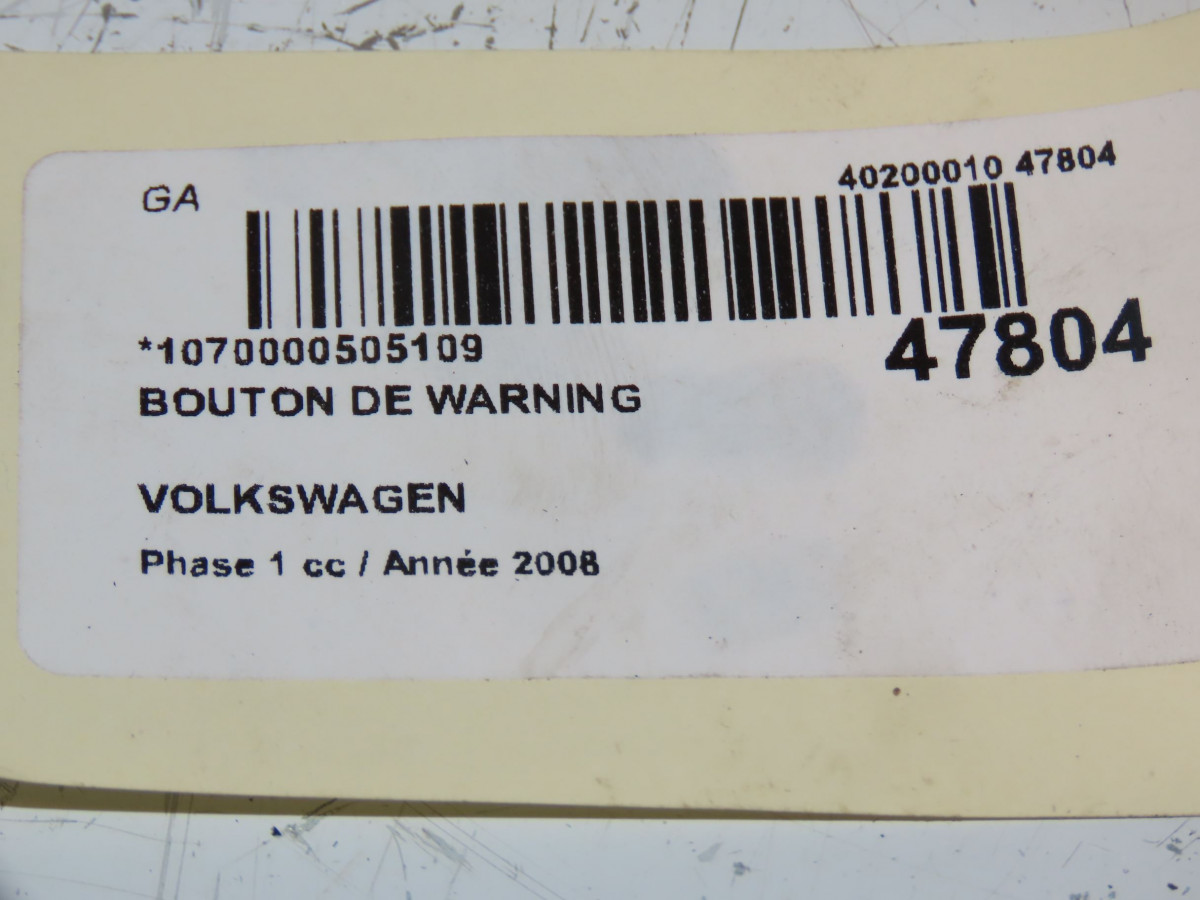 GA
40200010 47804
*1070000505109
47804
BOUTON DE WARNING
VOLKSWAGEN
Phase 1 cc / Année 2008